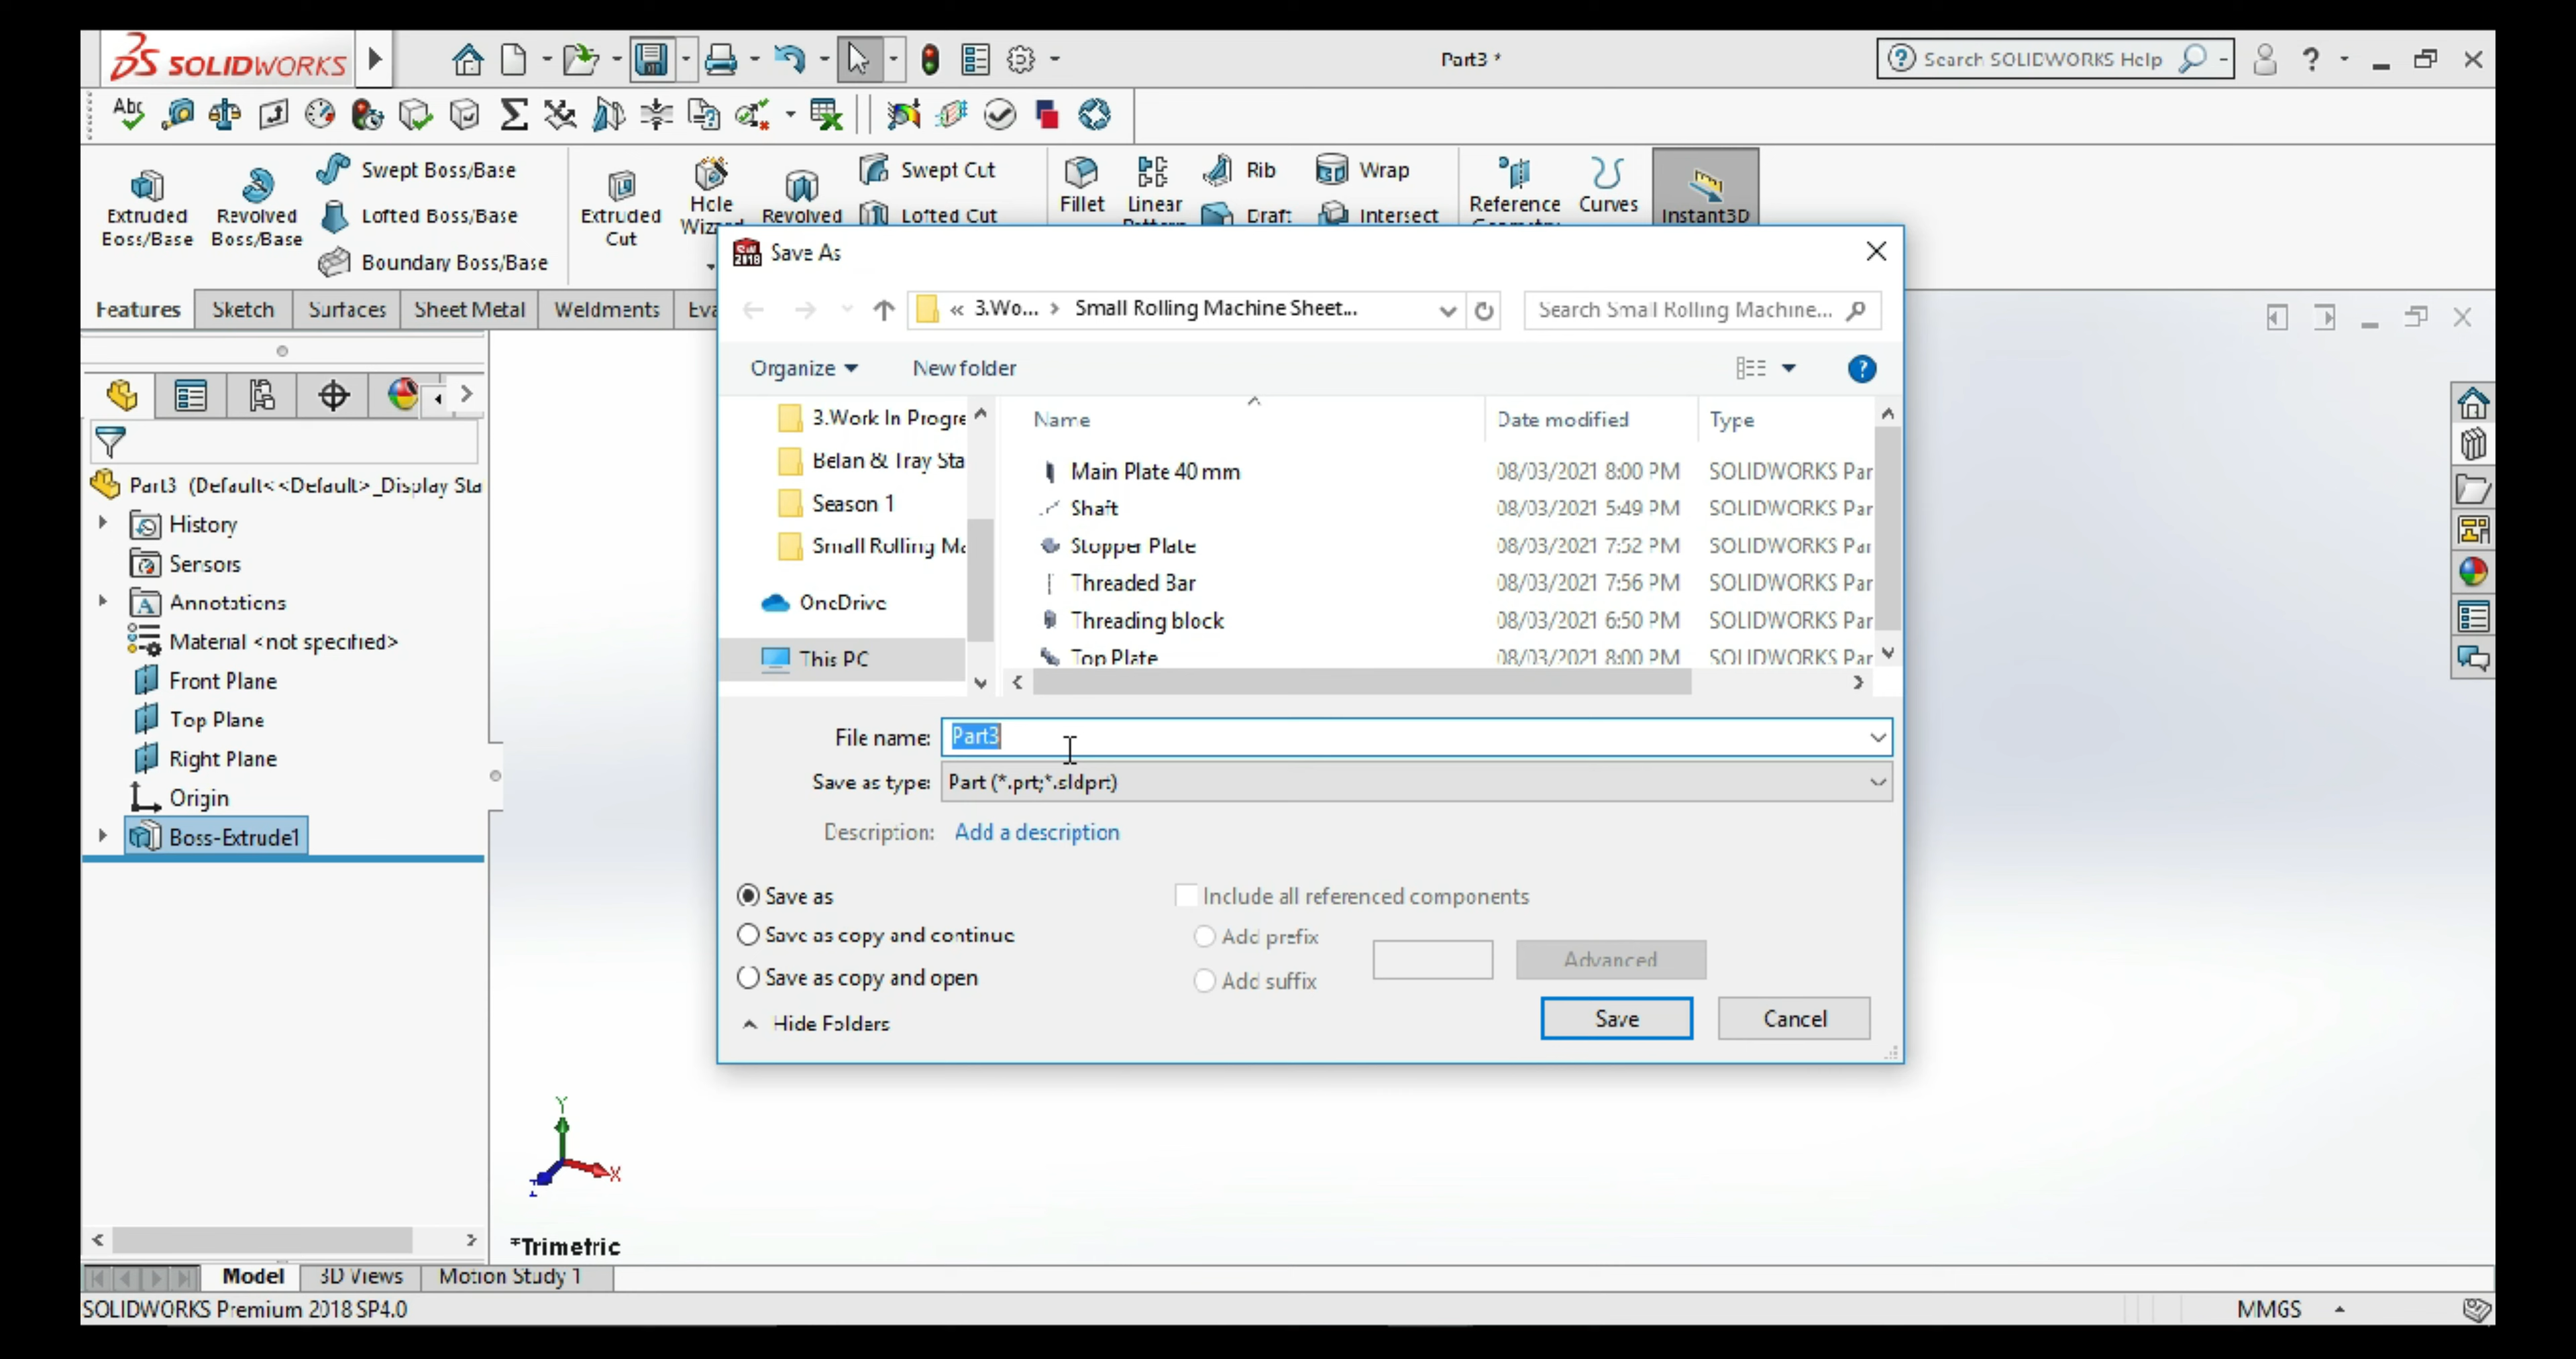 SOLIDWORKS
Part3 *
Search SOLIDWORKS Help
Abc
Extruded Boss/Base
Revolved Boss/Base
Swept Boss/Base
Lofted Boss/Base
Boundary Boss/Base
Extruded Cut
Hole
Revolved
Swept Cut
Lofted Cut
Fillet
Linear
Rib
Draft
Wrap
Intersect
Reference
Curves
Instant3D
Features
Sketch
Surfaces
Sheet Metal
Weldments
Eva
Part3 (Default<<Default>_Display Sta
History
Sensors
Annotations
Material <not specified>
Front Plane
Top Plane
Right Plane
Origin
Boss-Extrude1
SW 2018
Save As
« 3.Wo... > Small Rolling Machine Sheet...
Search Small Rolling Machine...
Organize
New folder
3.Work In Progre
Belan & Tray Sta
Season 1
Small Rolling Ma
OneDrive
This PC
Name Date modified Type
Main Plate 40 mm 08/03/2021 8:00 PM SOLIDWORKS Par
Shaft 08/03/2021 5:49 PM SOLIDWORKS Par
Stopper Plate 08/03/2021 7:52 PM SOLIDWORKS Par
Threaded Bar 08/03/2021 7:56 PM SOLIDWORKS Par
Threading block 08/03/2021 6:50 PM SOLIDWORKS Par
Top Plate 08/03/2021 8:00 PM SOLIDWORKS Par
File name: Part3
Save as type: Part (*.prt;*.sldprt)
Description: Add a description
Save as
Save as copy and continue
Save as copy and open
Include all referenced components
Add prefix
Add suffix
Advanced
Hide Folders
Save
Cancel
Y
X
*Trimetric
Model
3D Views
Motion Study 1
SOLIDWORKS Premium 2018 SP4.0
MMGS